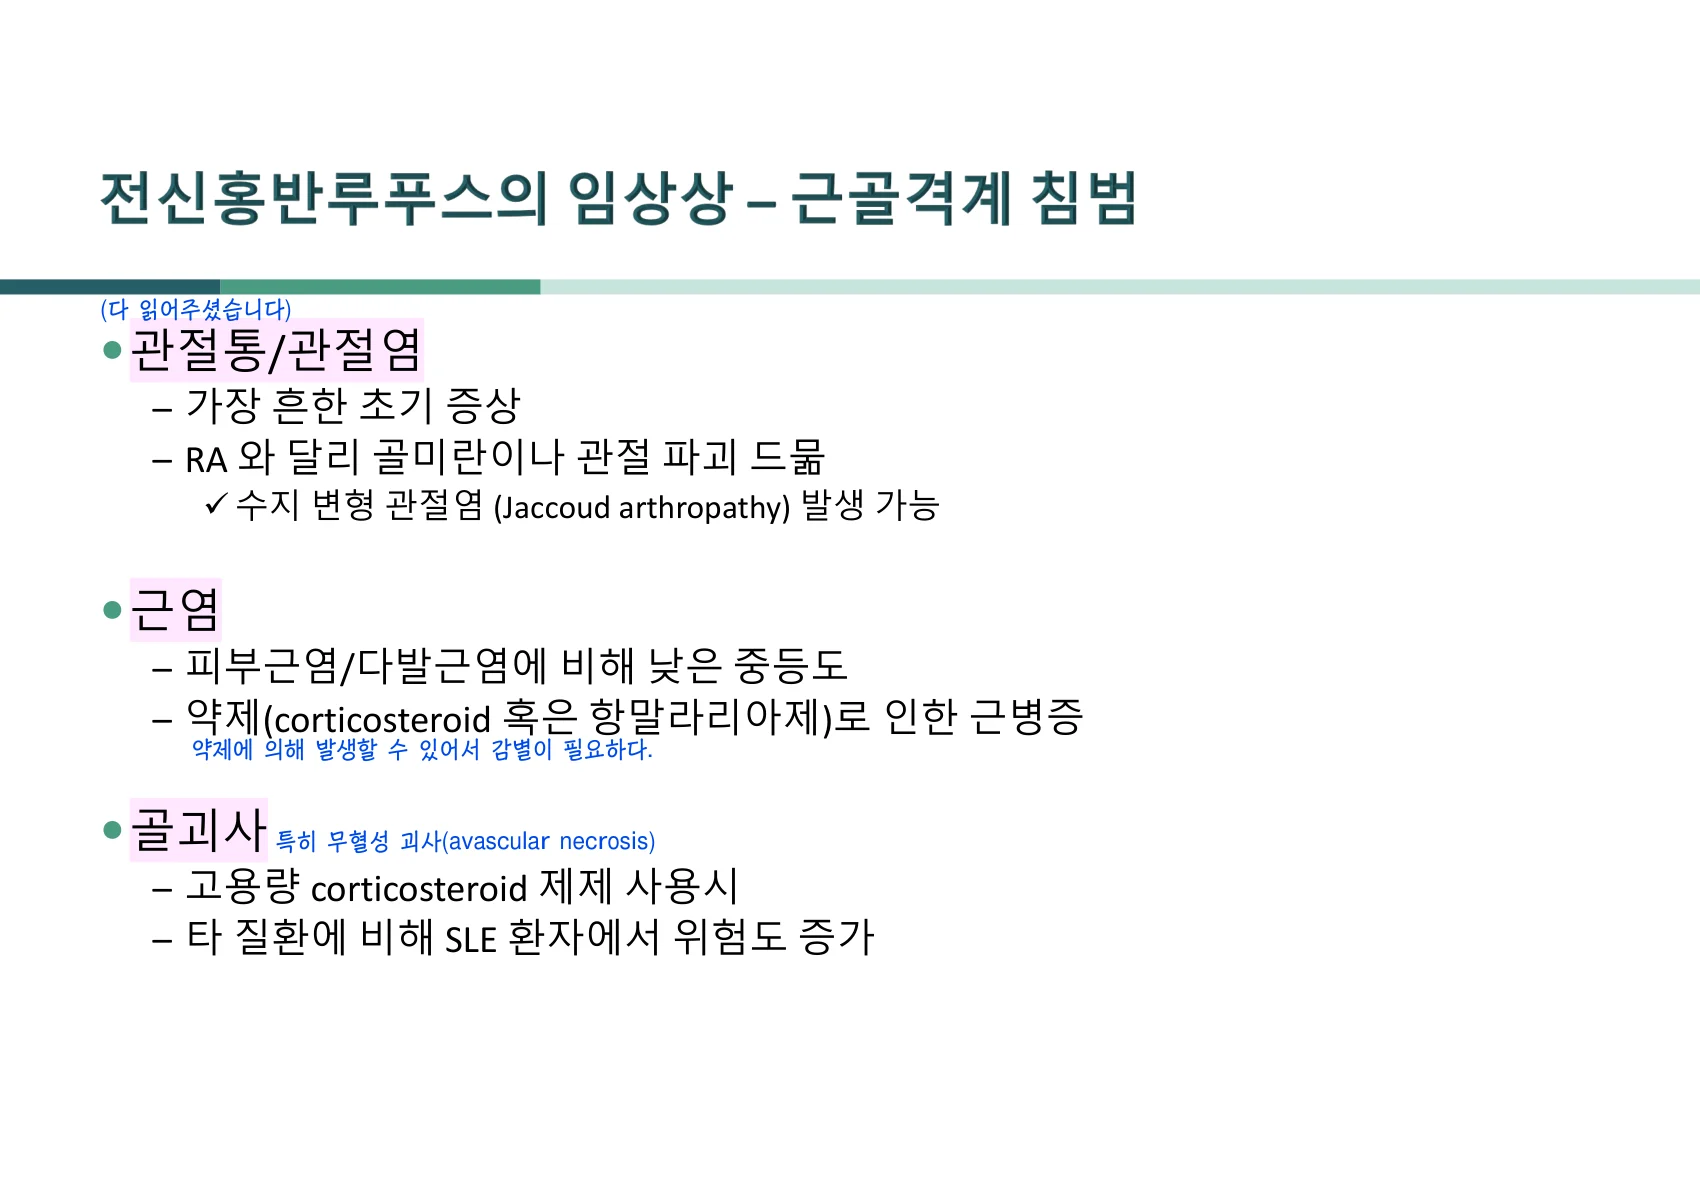 전신홍반루푸스의 임상상 – 근골격계 침범
(다 읽어주셨습니다)
• 관절통/관절염
– 가장 흔한 초기 증상
– RA 와 달리 골미란이나 관절 파괴 드묾
✓ 수지 변형 관절염 (Jaccoud arthropathy) 발생 가능
• 근염
– 피부근염/다발근염에 비해 낮은 중등도
– 약제(corticosteroid 혹은 항말라리아제)로 인한 근병증
약제에 의해 발생할 수 있어서 감별이 필요하다.
• 골괴사 특히 무혈성 괴사(avascular necrosis)
– 고용량 corticosteroid 제제 사용시
– 타 질환에 비해 SLE 환자에서 위험도 증가